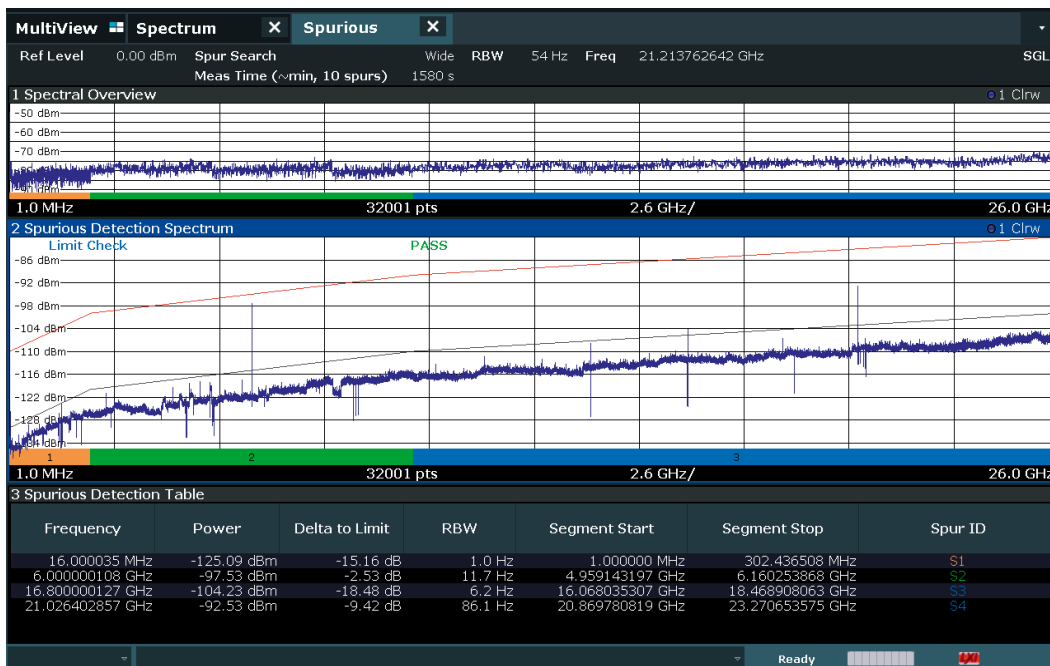 MultiView Spectrum X Spurious X
Ref Level 0.00 dBm Spur Search Wide RBW 54 Hz Freq 21.213762642 GHz SGL
Meas Time (~min, 10 spurs) 1580 s
1 Spectral Overview 1 Clrw
-50 dBm
-60 dBm
-70 dBm
1.0 MHz 32001 pts 2.6 GHz/ 26.0 GHz
2 Spurious Detection Spectrum 1 Clrw
Limit Check PASS
-86 dBm
-92 dBm
-98 dBm
-104 dBm
-110 dBm
-116 dBm
-122 dBm
-128 dBm
-134 dBm
1 2 3
1.0 MHz 32001 pts 2.6 GHz/ 26.0 GHz
3 Spurious Detection Table
Frequency Power Delta to Limit RBW Segment Start Segment Stop Spur ID
16.000035 MHz -125.09 dBm -15.16 dB 1.0 Hz 1.000000 MHz 302.436508 MHz S1
6.000000108 GHz -97.53 dBm -2.53 dB 11.7 Hz 4.959143197 GHz 6.160253868 GHz S2
16.800000127 GHz -104.23 dBm -18.48 dB 6.2 Hz 16.068035307 GHz 18.468908063 GHz S3
21.026402857 GHz -92.53 dBm -9.42 dB 86.1 Hz 20.869780819 GHz 23.270653575 GHz S4
Ready